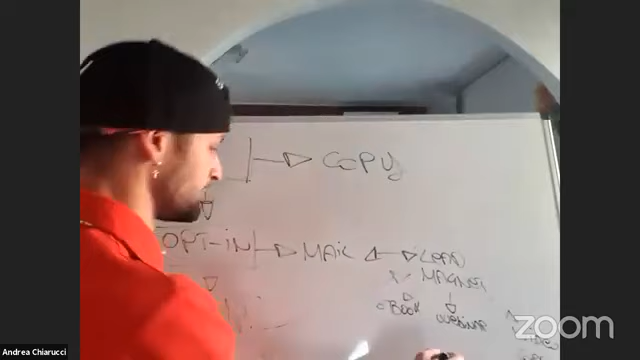 COPY
OPT-IN MAIL LEAD
MAGNET
eBOOK WEBINAR
zoom
Andrea Chiarucci